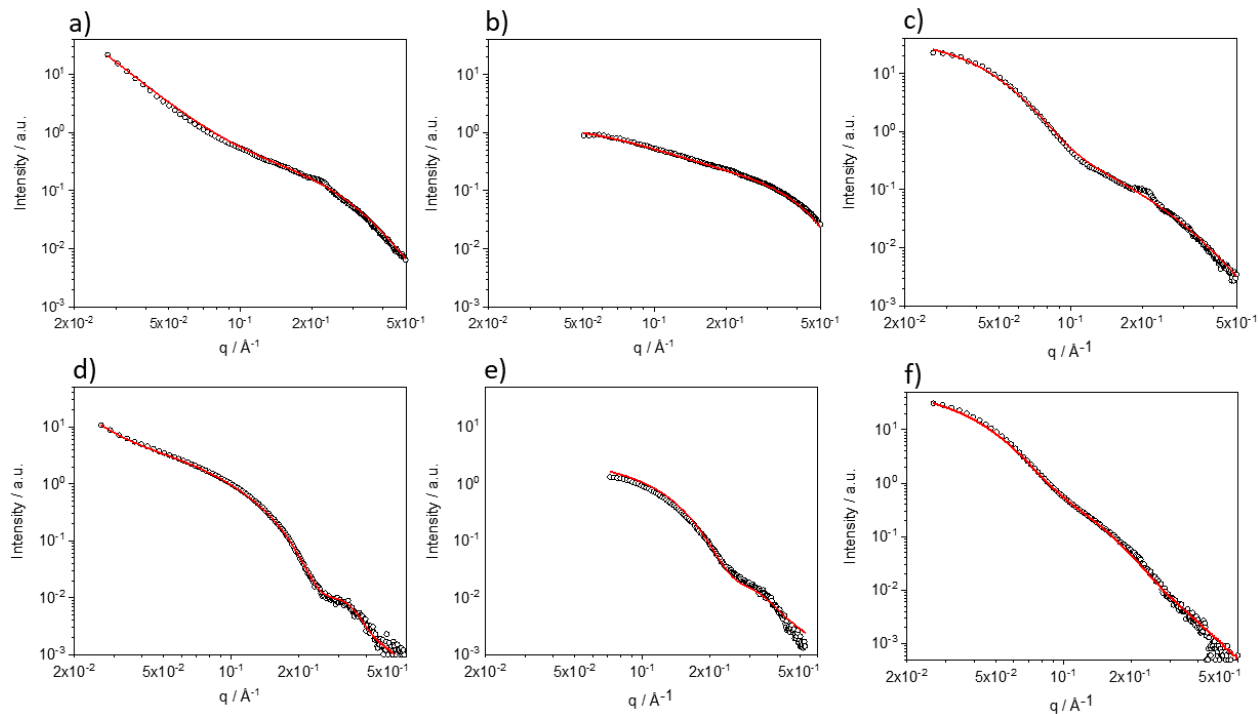 a)
b)
c)
10¹
10⁰
10⁻¹
10⁻²
10⁻³
Intensity / a.u.
2x10⁻²
5x10⁻²
10⁻¹
2x10⁻¹
5x10⁻¹
q / Å⁻¹
10¹
10⁰
10⁻¹
10⁻²
10⁻³
Intensity / a.u.
2x10⁻²
5x10⁻²
10⁻¹
2x10⁻¹
5x10⁻¹
q / Å⁻¹
10¹
10⁰
10⁻¹
10⁻²
10⁻³
Intensity / a.u.
2x10⁻²
5x10⁻²
10⁻¹
2x10⁻¹
5x10⁻¹
q / Å⁻¹
d)
e)
f)
10¹
10⁰
10⁻¹
10⁻²
10⁻³
Intensity / a.u.
2x10⁻²
5x10⁻²
10⁻¹
2x10⁻¹
5x10⁻¹
q / Å⁻¹
10¹
10⁰
10⁻¹
10⁻²
10⁻³
Intensity / a.u.
2x10⁻²
5x10⁻²
10⁻¹
2x10⁻¹
5x10⁻¹
q / Å⁻¹
10¹
10⁰
10⁻¹
10⁻²
10⁻³
Intensity / a.u.
2x10⁻²
5x10⁻²
10⁻¹
2x10⁻¹
5x10⁻¹
q / Å⁻¹